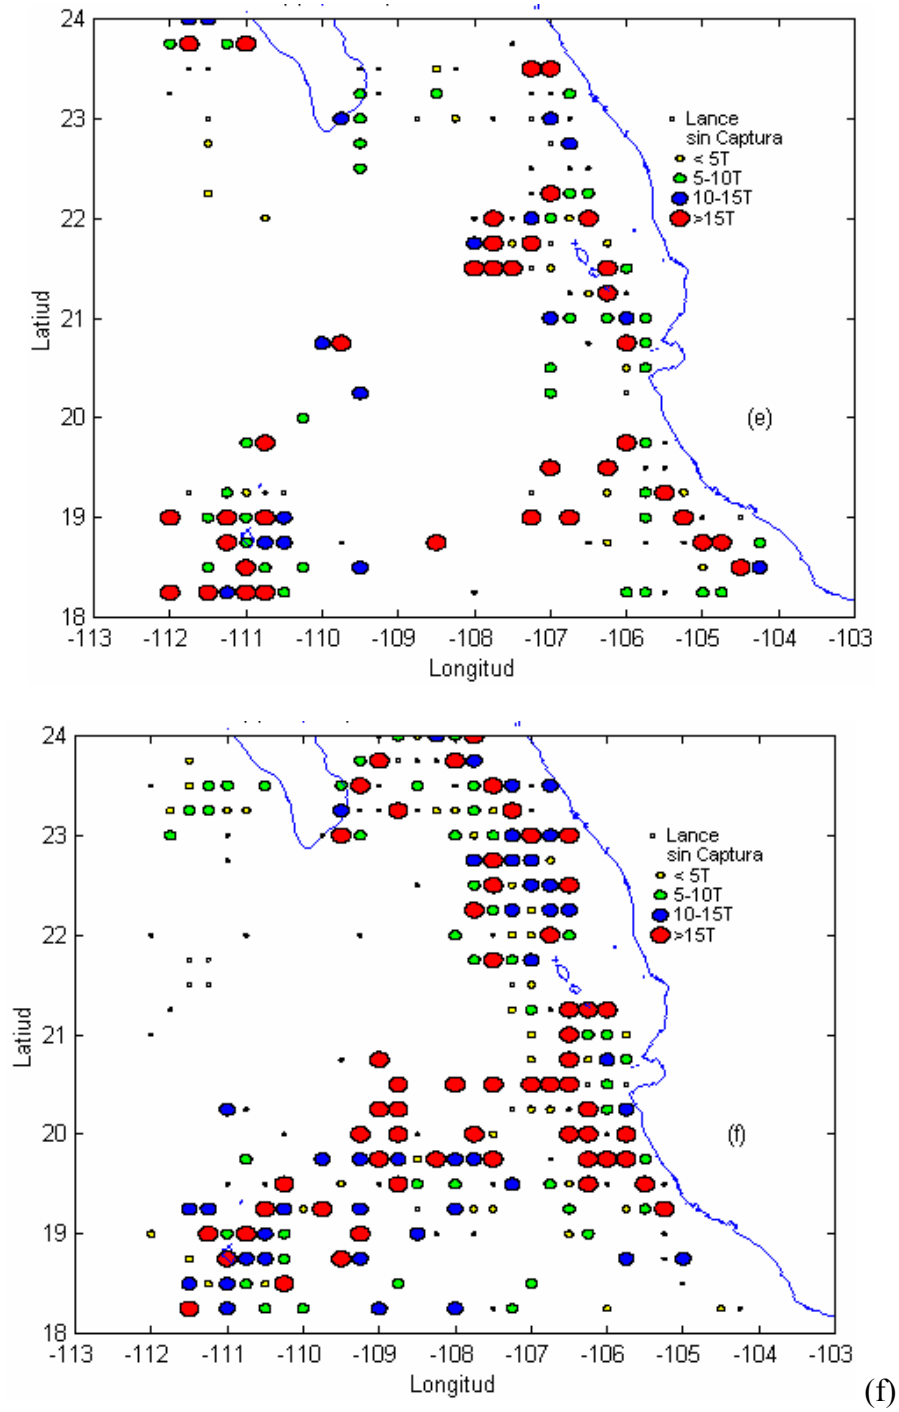 24
23
22
21
20
19
18
Latiud
Lance
sin Captura
< 5T
5-10T
10-15T
>15T
(e)
-113 -112 -111 -110 -109 -108 -107 -106 -105 -104 -103
Longitud
24
23
22
21
20
19
18
Latiud
Lance
sin Captura
< 5T
5-10T
10-15T
>15T
(f)
-113 -112 -111 -110 -109 -108 -107 -106 -105 -104 -103
Longitud
(f)